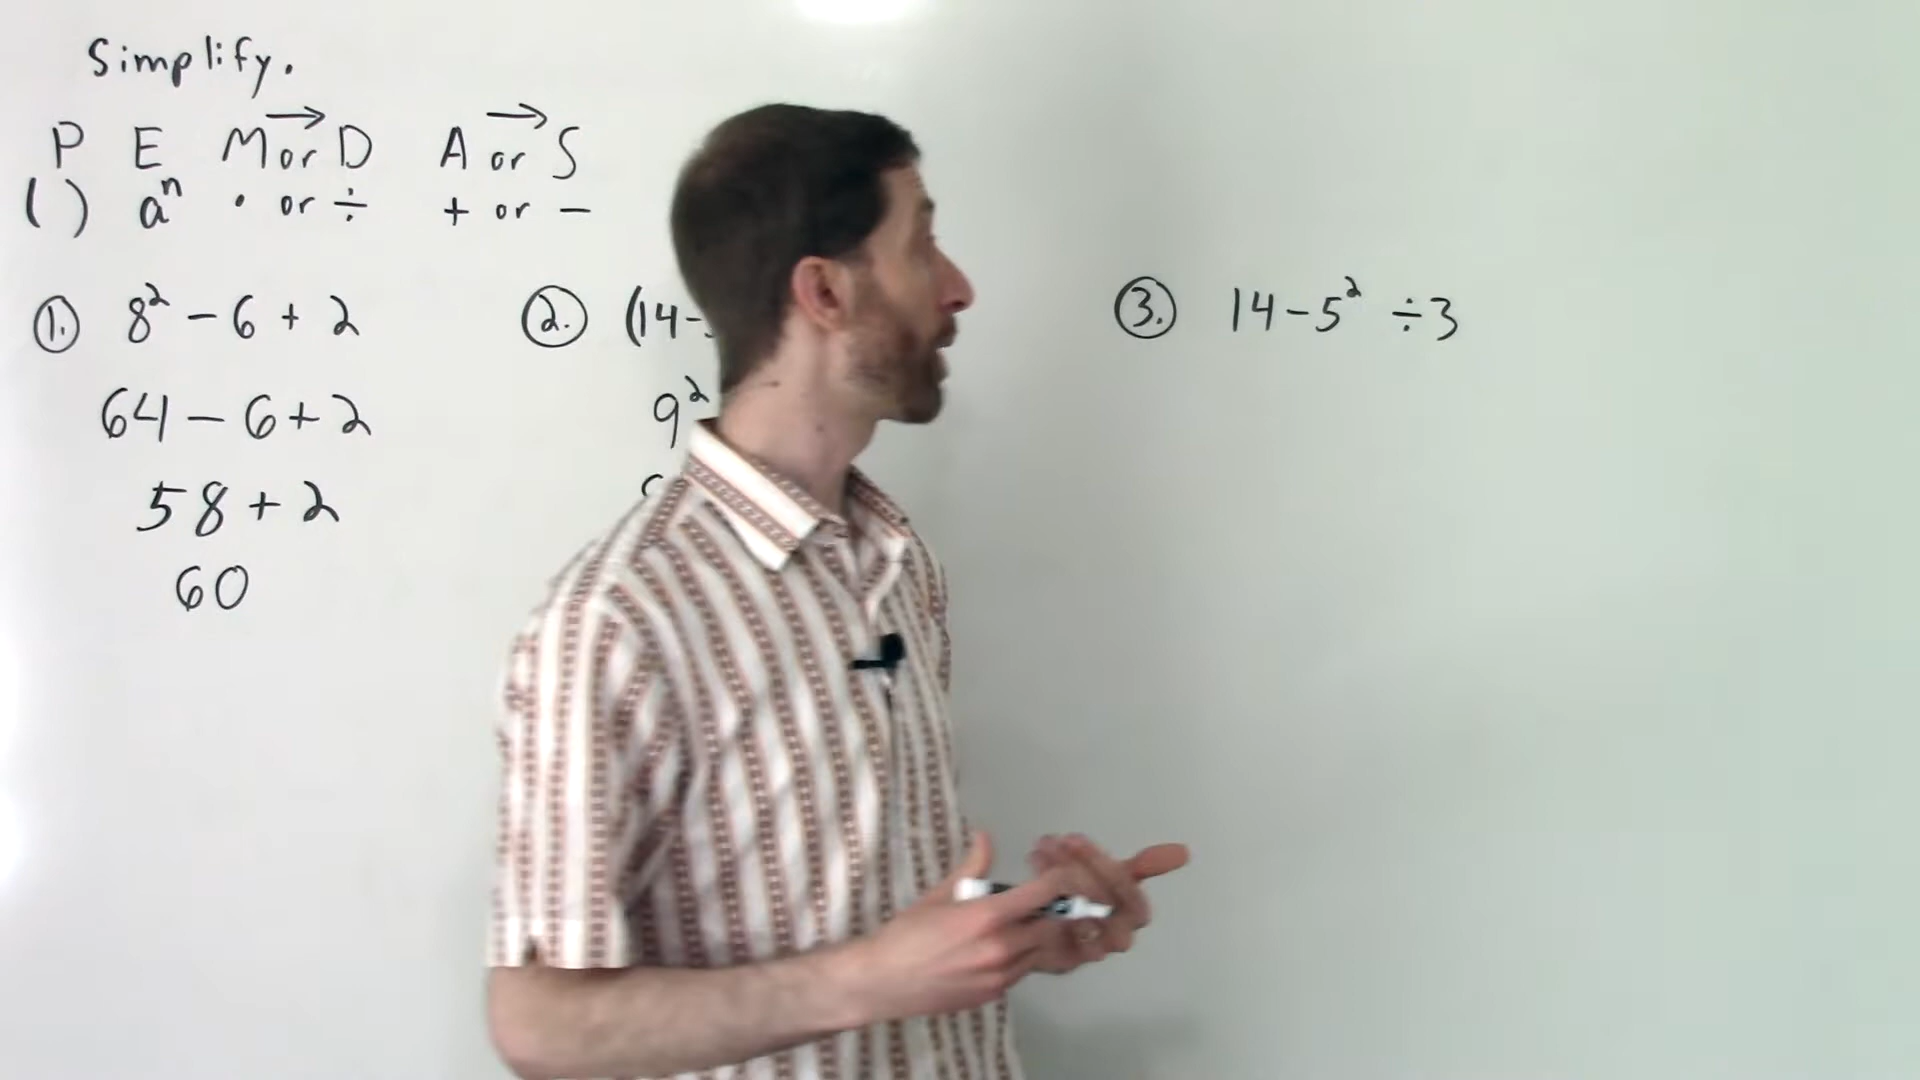 Simplify.
P E M or D A or S
( ) aⁿ · or ÷ + or −
①. 8² − 6 + 2
64 − 6 + 2
58 + 2
60
②. (14-
9²
③. 14 − 5² ÷ 3